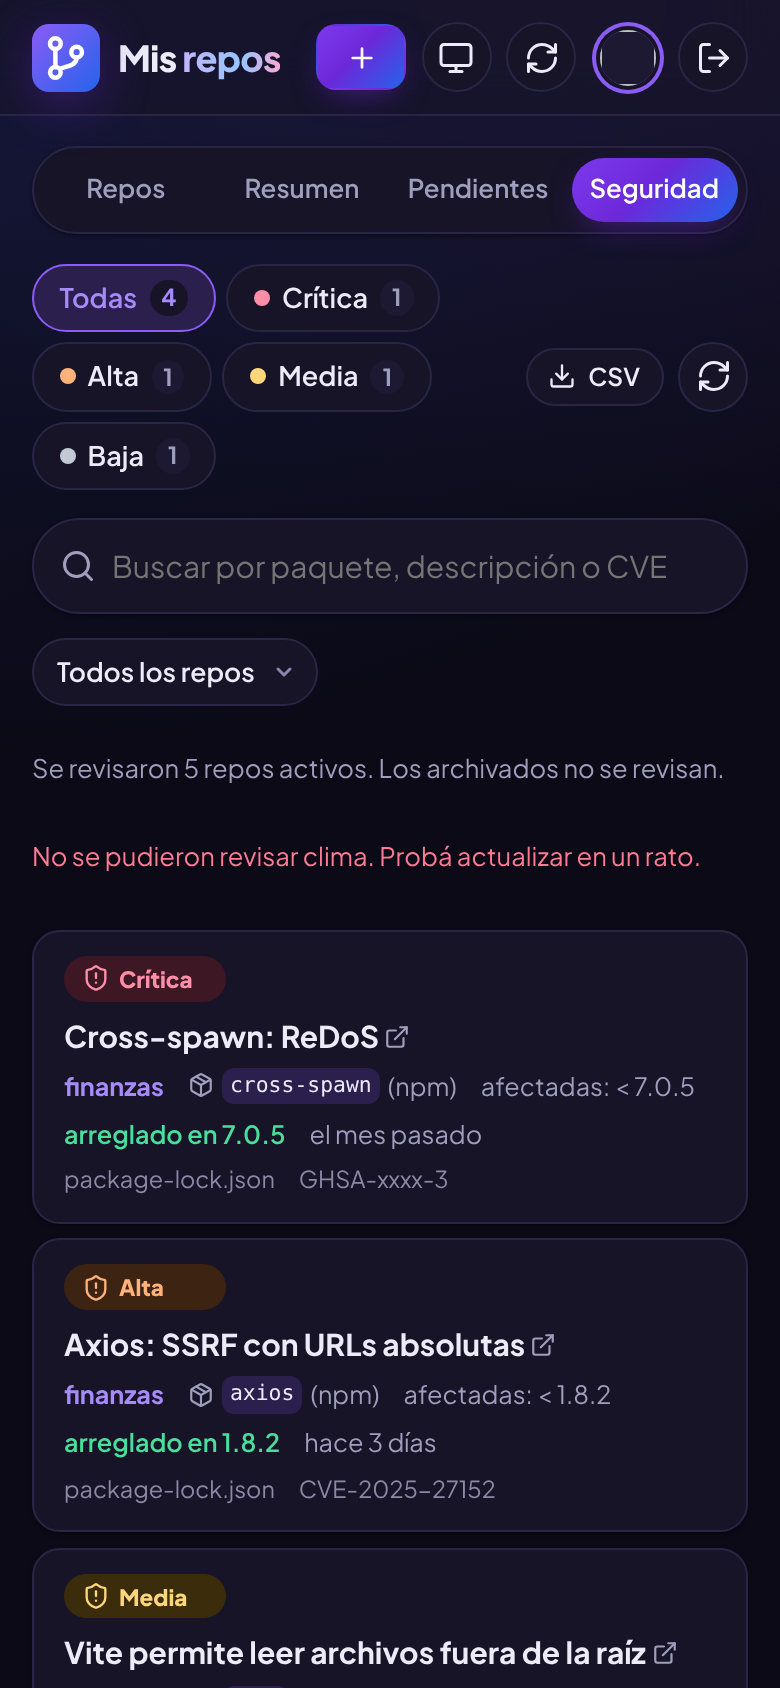 Mis repos
Repos Resumen Pendientes Seguridad
Todas 4 Crítica 1
Alta 1 Media 1 CSV
Baja 1
Buscar por paquete, descripción o CVE
Todos los repos
Se revisaron 5 repos activos. Los archivados no se revisan.
No se pudieron revisar clima. Probá actualizar en un rato.
Crítica
Cross-spawn: ReDoS
finanzas cross-spawn (npm) afectadas: < 7.0.5
arreglado en 7.0.5 el mes pasado
package-lock.json GHSA-xxxx-3
Alta
Axios: SSRF con URLs absolutas
finanzas axios (npm) afectadas: < 1.8.2
arreglado en 1.8.2 hace 3 días
package-lock.json CVE-2025-27152
Media
Vite permite leer archivos fuera de la raíz